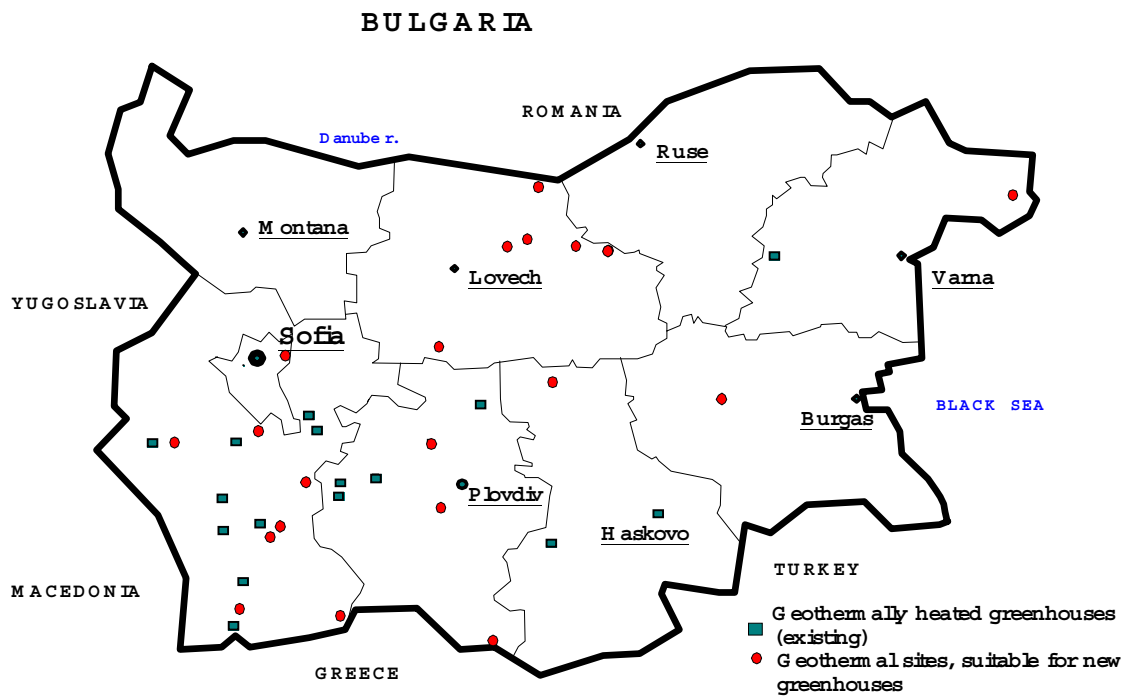 BULGARIA
ROMANIA
Danube r.
Ruse
Montana
Lovech
Varna
YUGOSLAVIA
Sofia
BLACK SEA
Burgas
Plovdiv
Haskovo
TURKEY
MACEDONIA
GREECE
Geothermally heated greenhouses
(existing)
Geothermal sites, suitable for new
greenhouses